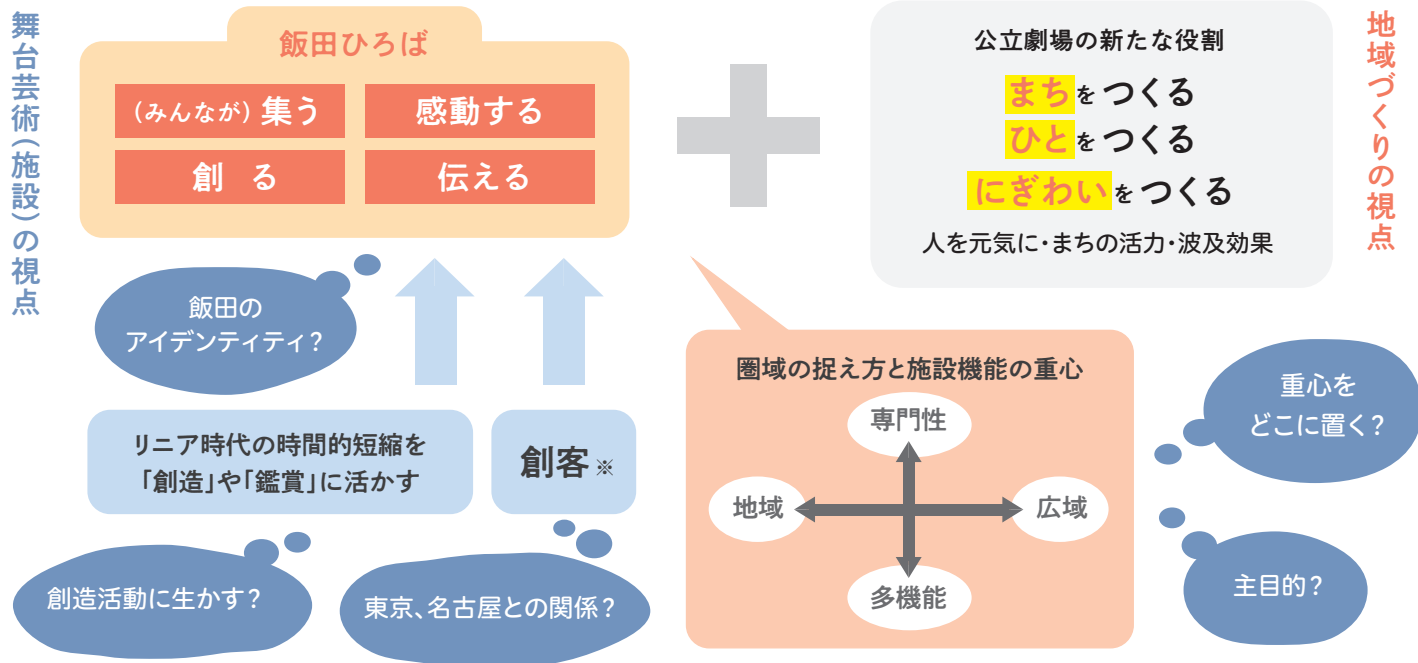 舞台芸術(施設)の視点
飯田ひろば
(みんなが)集う
感動する
創 る
伝える
公立劇場の新たな役割
まちをつくる
ひとをつくる
にぎわいをつくる
人を元気に・まちの活力・波及効果
地域づくりの視点
飯田の
アイデンティティ?
リニア時代の時間的短縮を
「創造」や「鑑賞」に活かす
創客※
創造活動に生かす?
東京、名古屋との関係?
圏域の捉え方と施設機能の重心
専門性
地域
広域
多機能
重心を
どこに置く?
主目的?